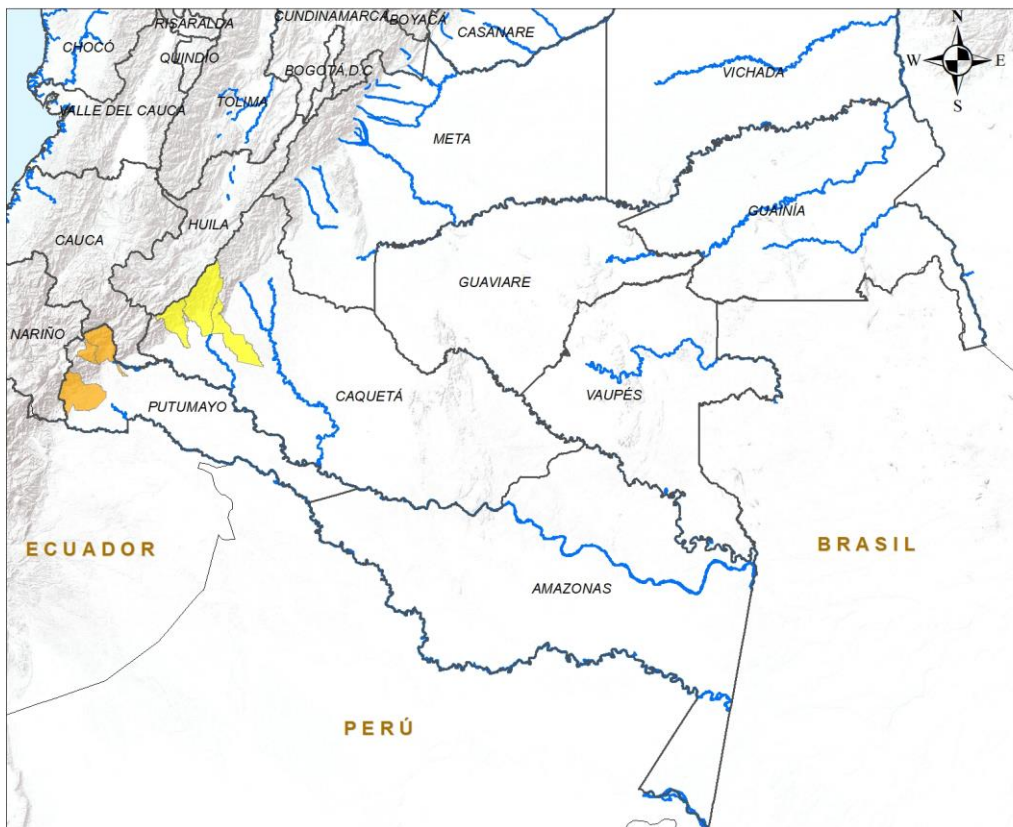 RISARALDA
CUNDINAMARCA
BOYACÁ
CHOCÓ
CASANARE
N
QUINDIO
BOGOTÁ,D.C
VICHADA
W
E
S
VALLE DEL CAUCA
TOLIMA
META
HUILA
GUAINÍA
CAUCA
GUAVIARE
NARIÑO
CAQUETÁ
VAUPÉS
PUTUMAYO
ECUADOR
BRASIL
AMAZONAS
PERÚ